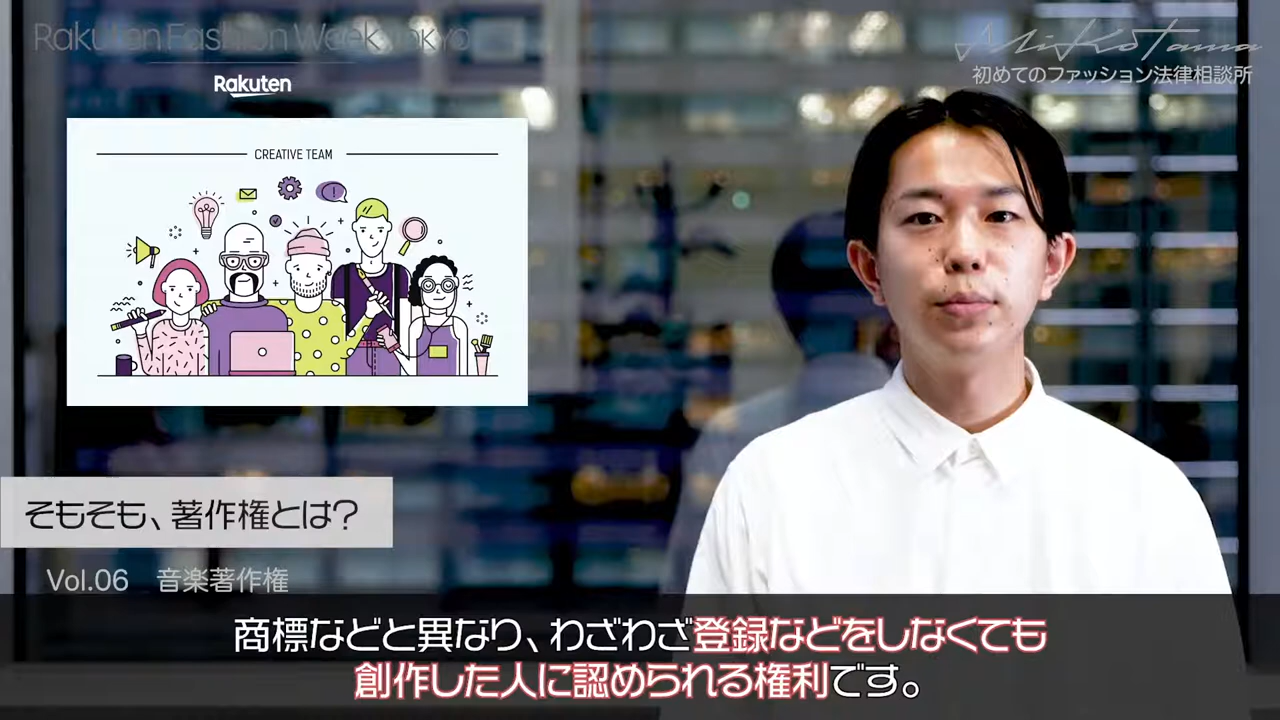 Rakuten Fashion Week TOKYO
Rakuten
MiKoTama
初めてのファッション法律相談所
CREATIVE TEAM
そもそも、著作権とは?
Vol.06 音楽著作権
商標などと異なり、わざわざ登録などをしなくても
創作した人に認められる権利です。